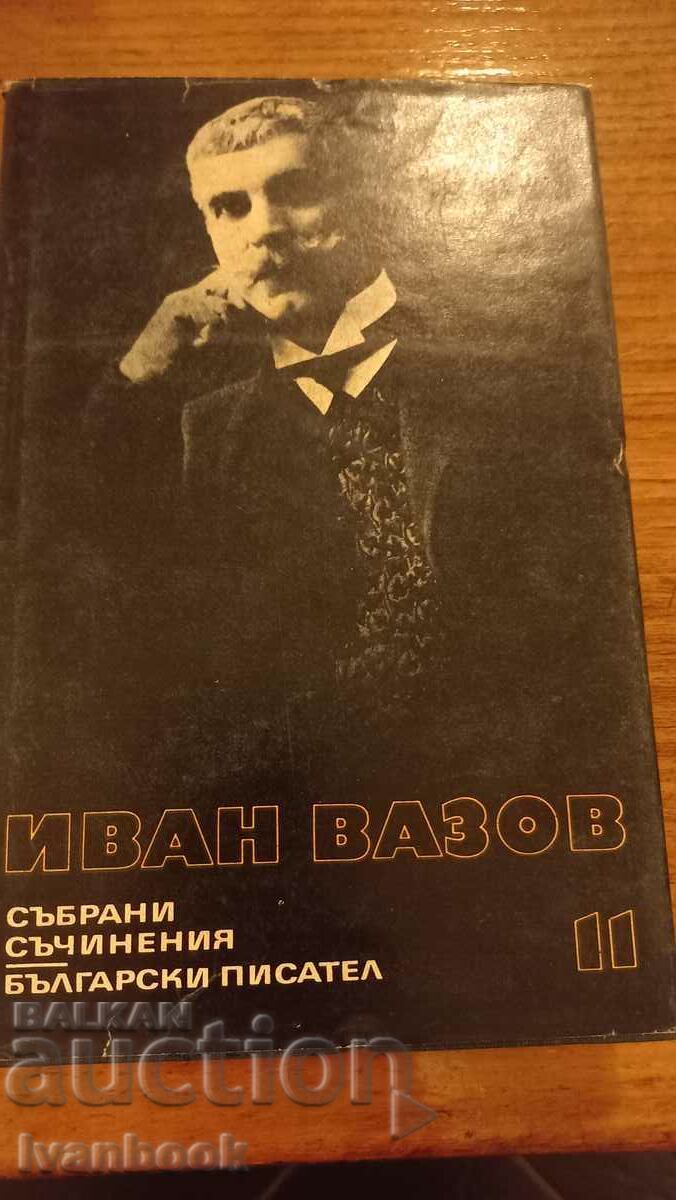 ИВАН ВАЗОВ
СЪБРАНИ
СЪЧИНЕНИЯ
11
БЪЛГАРСКИ ПИСАТЕЛ
BALKAN
auction
Ivanbook